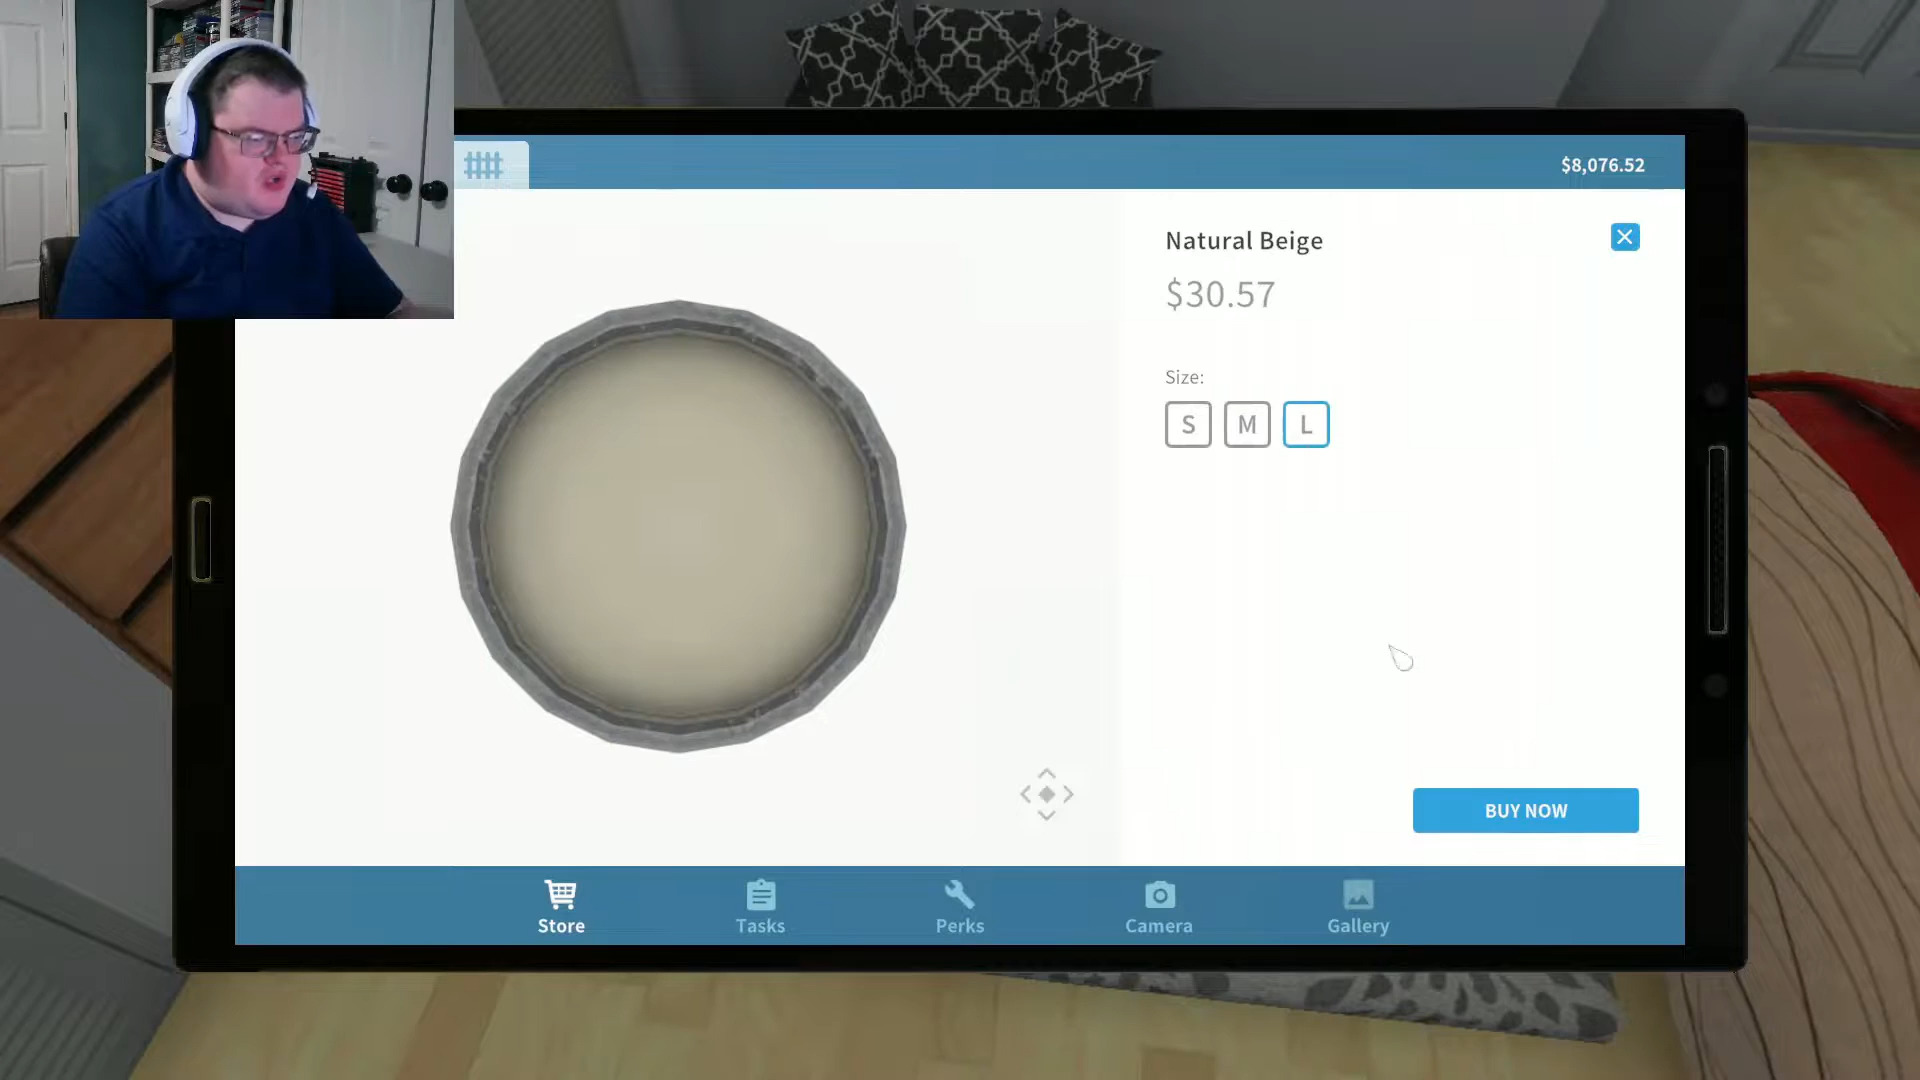 $8,076.52
Natural Beige
$30.57
Size:
S M L
BUY NOW
Store Tasks Perks Camera Gallery